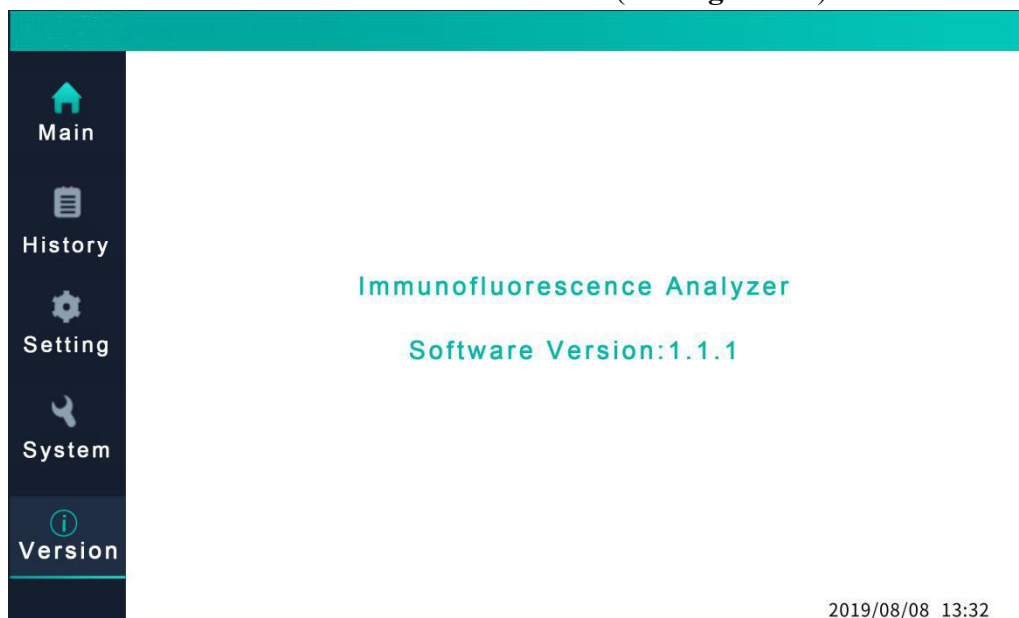 Main
History
Setting
System
Version
Immunofluorescence Analyzer
Software Version:1.1.1
2019/08/08 13:32